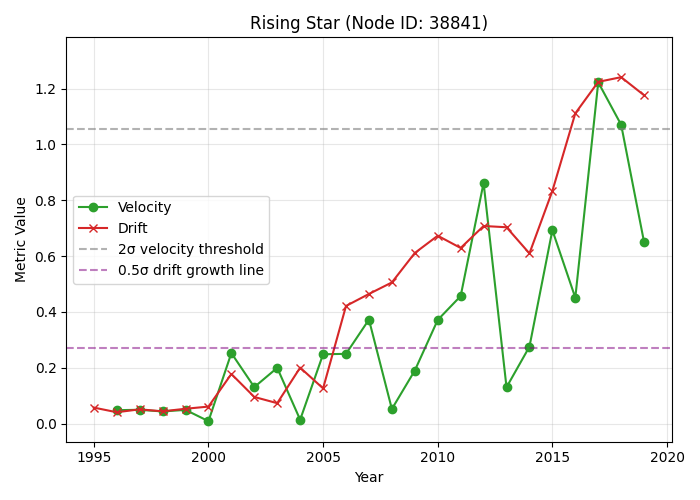 Rising Star (Node ID: 38841)
Metric Value
1.2
1.0
0.8
0.6
0.4
0.2
0.0
Velocity
Drift
2σ velocity threshold
0.5σ drift growth line
1995 2000 2005 2010 2015 2020
Year